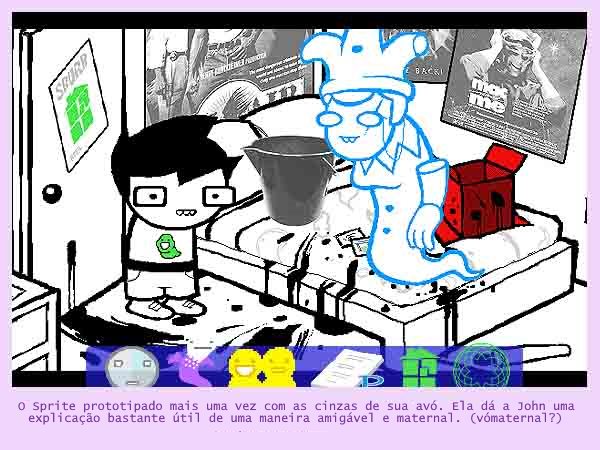 SBURB
BACK!
mac
me
O Sprite prototipado mais uma vez com as cinzas de sua avó. Ela dá a John uma
explicação bastante útil de uma maneira amigável e maternal. (vómaternal?)